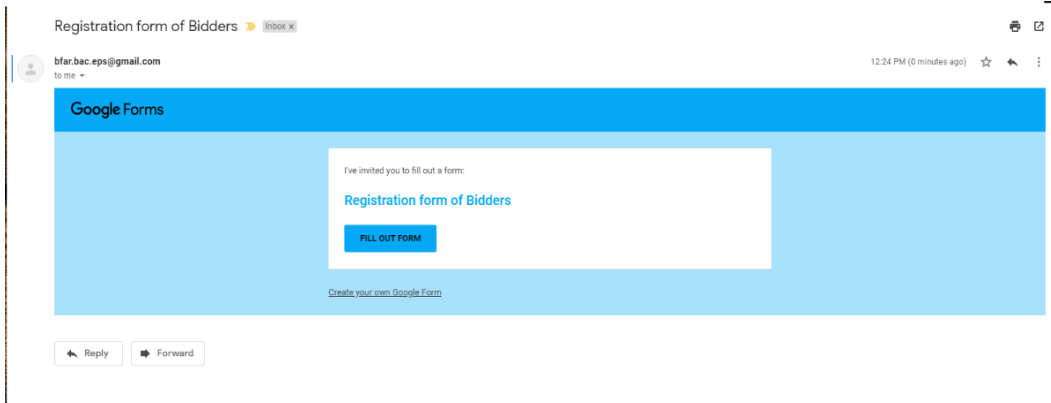 Registration form of Bidders Inbox x
bfar.bac.eps@gmail.com 12:24 PM (0 minutes ago)
to me
Google Forms
I've invited you to fill out a form:
Registration form of Bidders
FILL OUT FORM
Create your own Google Form
Reply Forward